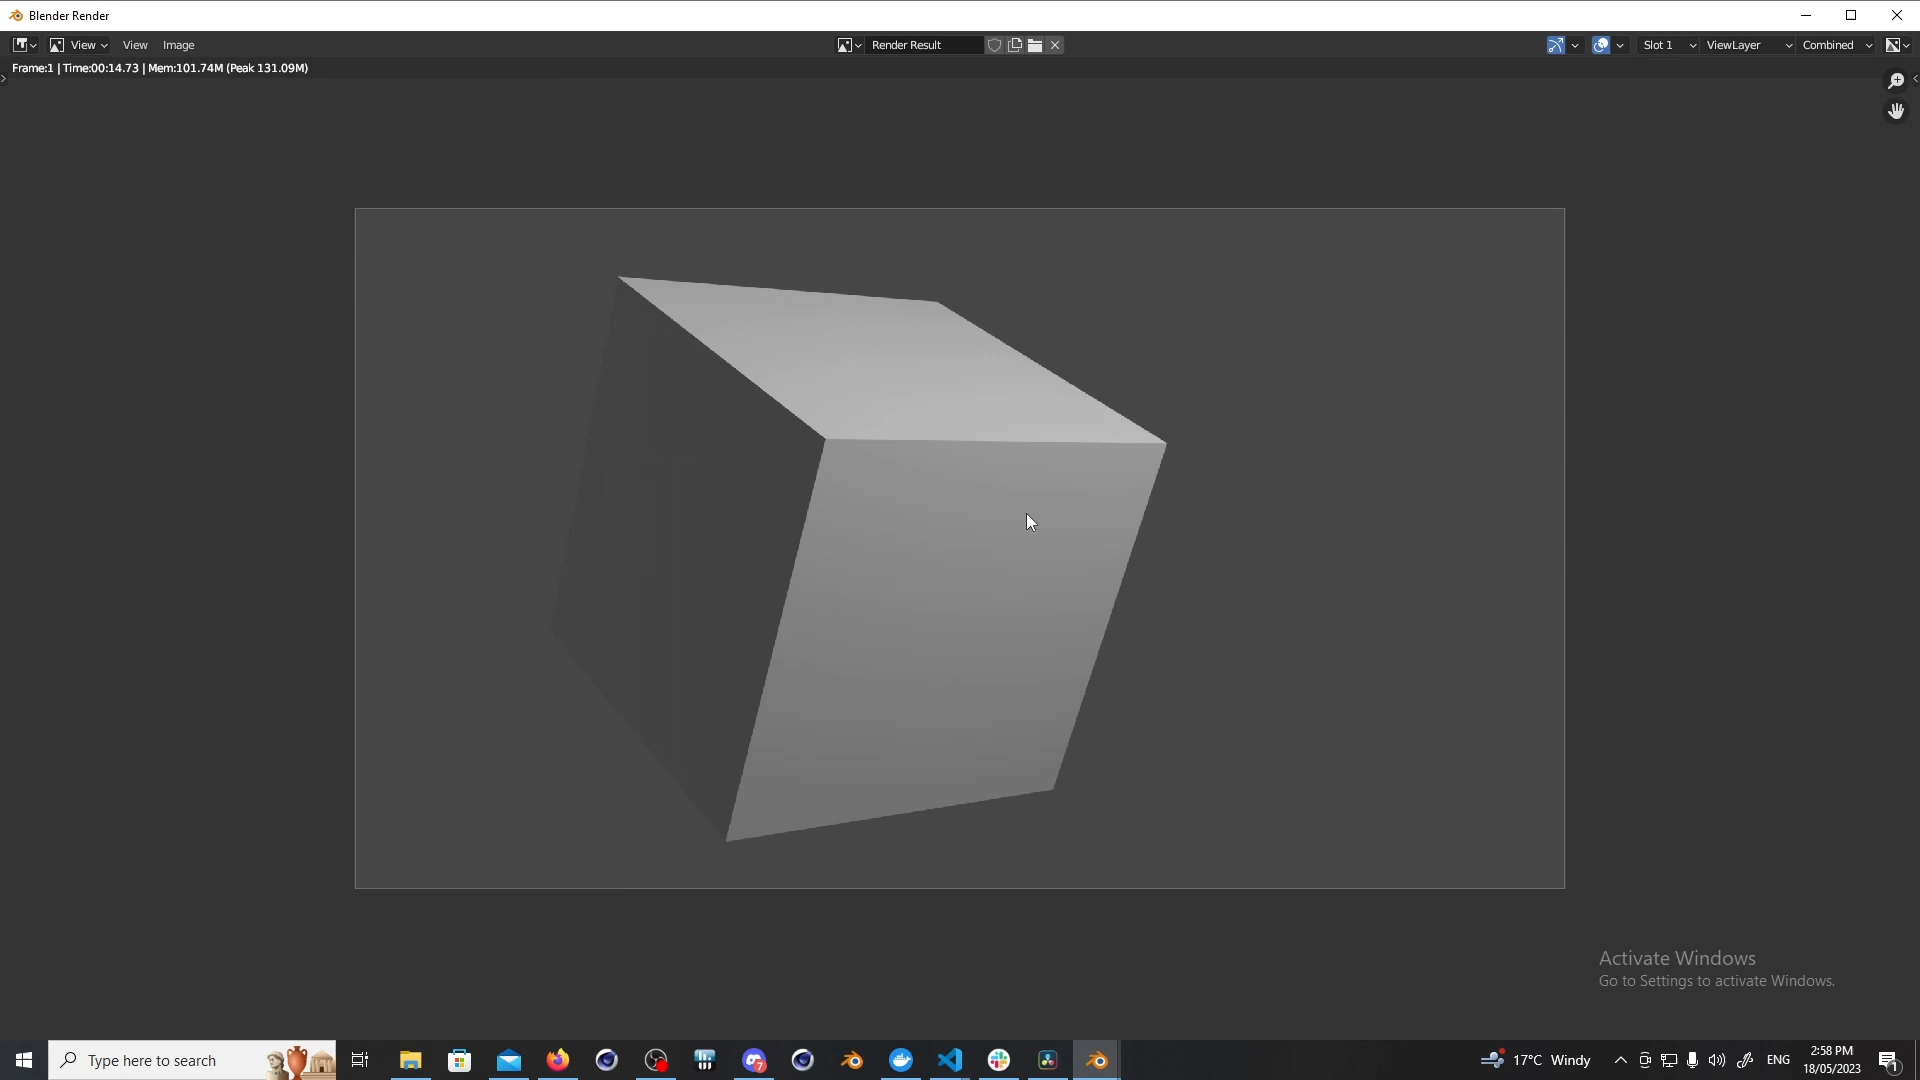 Blender Render
View View Image Render Result Slot 1 ViewLayer Combined
Frame:1 | Time:00:14.73 | Mem:101.74M (Peak 131.09M)
Activate Windows
Go to Settings to activate Windows.
Type here to search 7 17°C Windy ENG 2:58 PM
18/05/2023 1